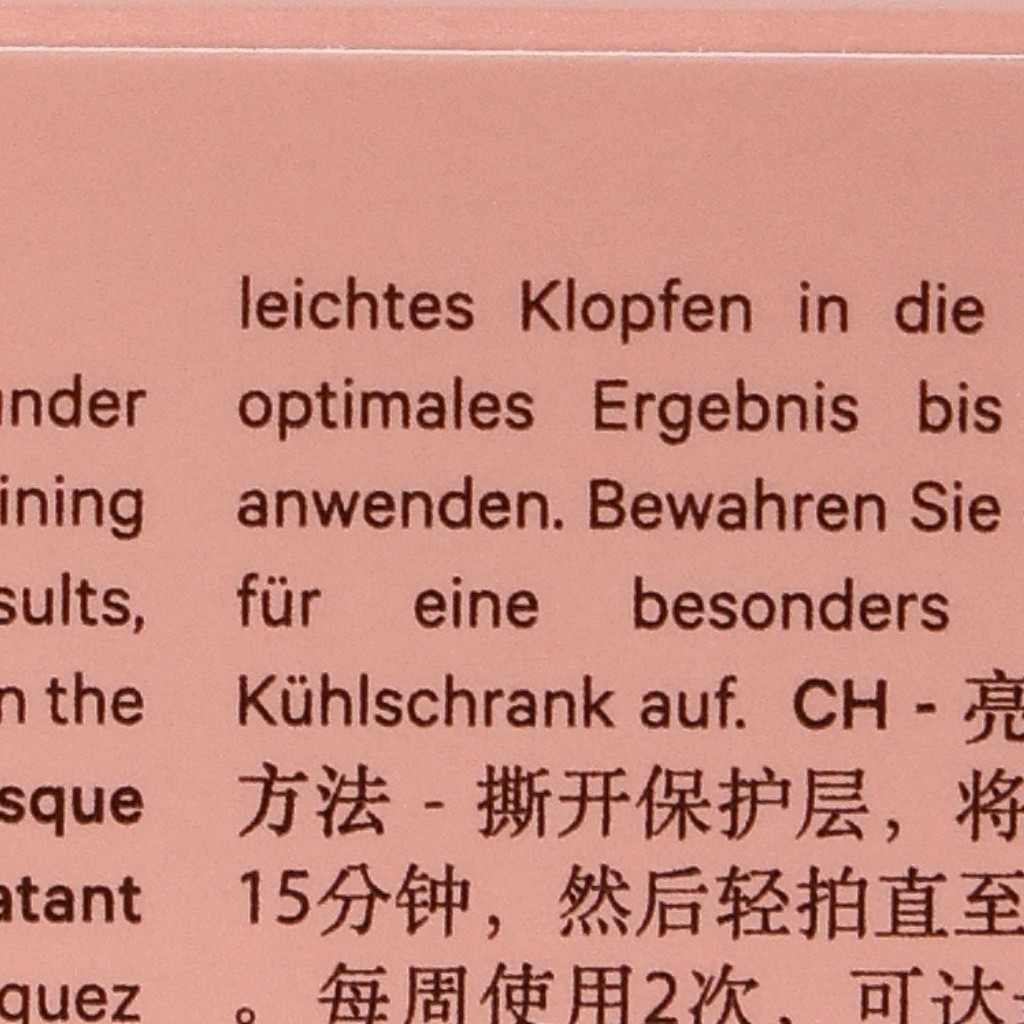 under
ining
sults,
n the
sque
atant
quez
leichtes Klopfen in die
optimales Ergebnis bis
anwenden. Bewahren Sie
für eine besonders
Kühlschrank auf. CH - 亮
方法 - 撕开保护层，将
15分钟，然后轻拍直至
。每周使用2次，可达